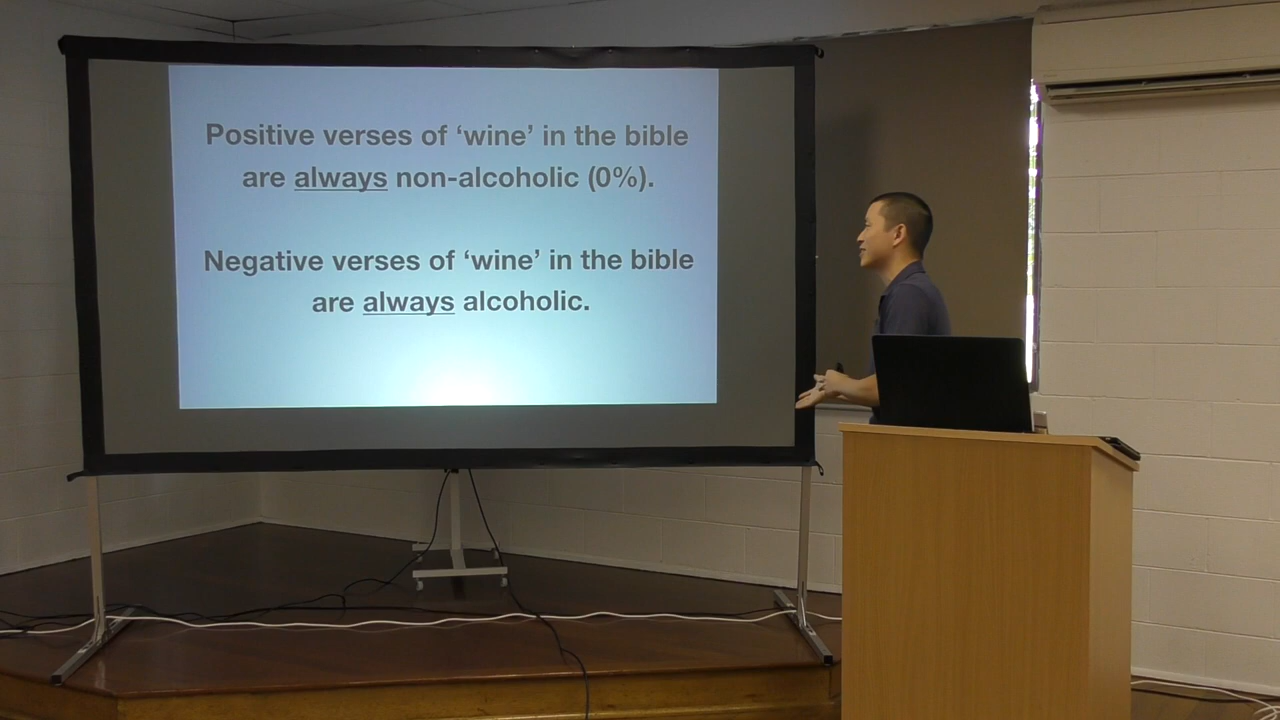 Positive verses of ‘wine’ in the bible
are always non-alcoholic (0%).
Negative verses of ‘wine’ in the bible
are always alcoholic.